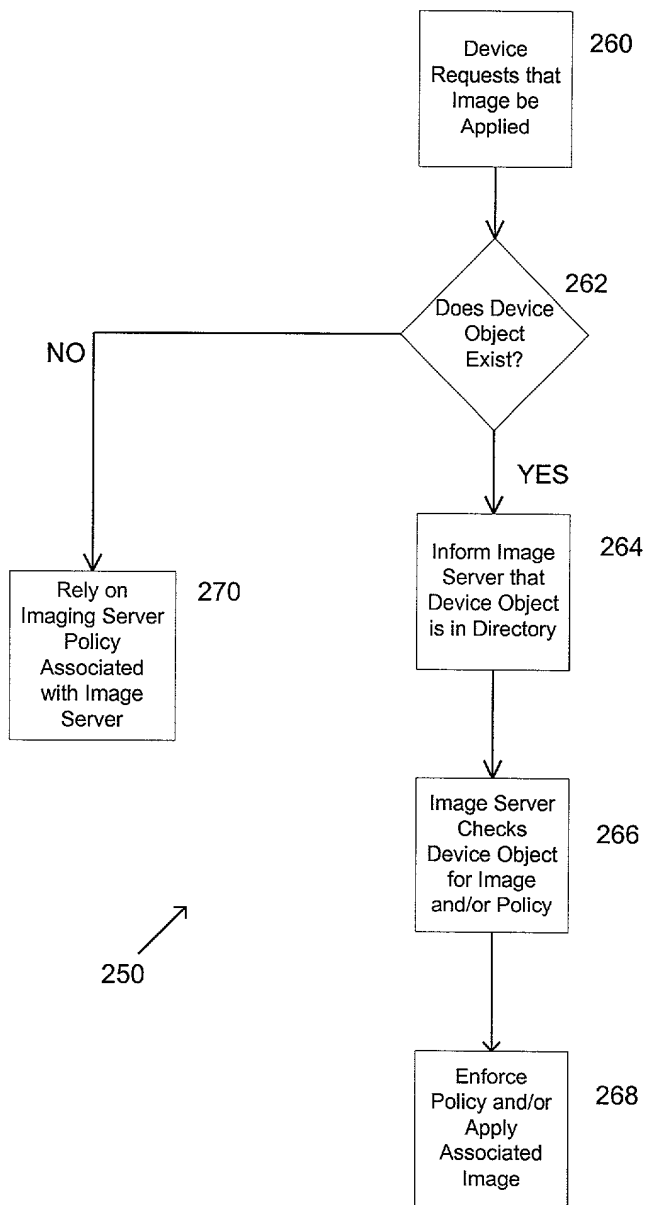 Device
Requests that
Image be
Applied
260
262
Does Device
Object
Exist?
NO
YES
Inform Image
Server that
Device Object
is in Directory
264
Rely on
Imaging Server
Policy
Associated
with Image
Server
270
Image Server
Checks
Device Object
for Image
and/or Policy
266
250
Enforce
Policy and/or
Apply
Associated
Image
268